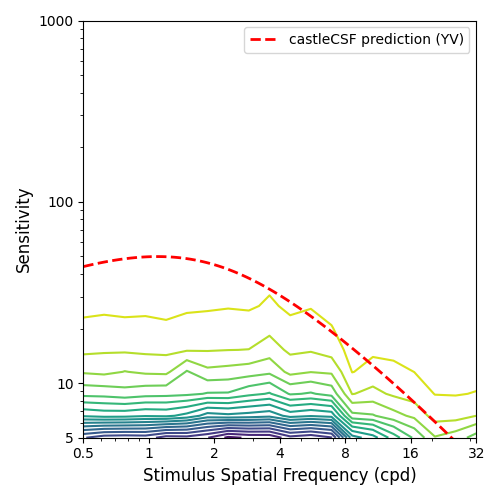 1000
castleCSF prediction (YV)
100
Sensitivity
10
5
0.5 1 2 4 8 16 32
Stimulus Spatial Frequency (cpd)